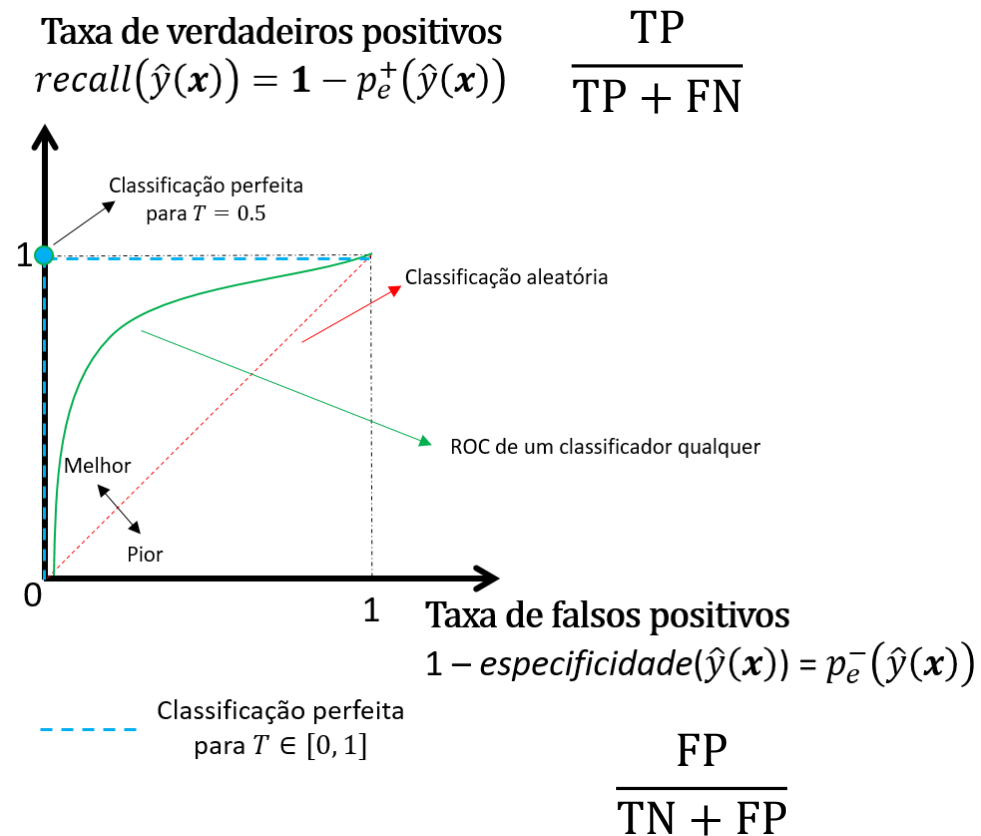 Taxa de verdadeiros positivos
recall(ŷ(𝒙)) = 𝟏 − pₑ⁺(ŷ(𝒙))
TP
TP + FN
Classificação perfeita
para T = 0.5
1
Classificação aleatória
ROC de um classificador qualquer
Melhor
Pior
0
1
Taxa de falsos positivos
1 – especificidade(ŷ(𝒙)) = pₑ⁻(ŷ(𝒙))
Classificação perfeita
para T ∈ [0, 1]
FP
TN + FP